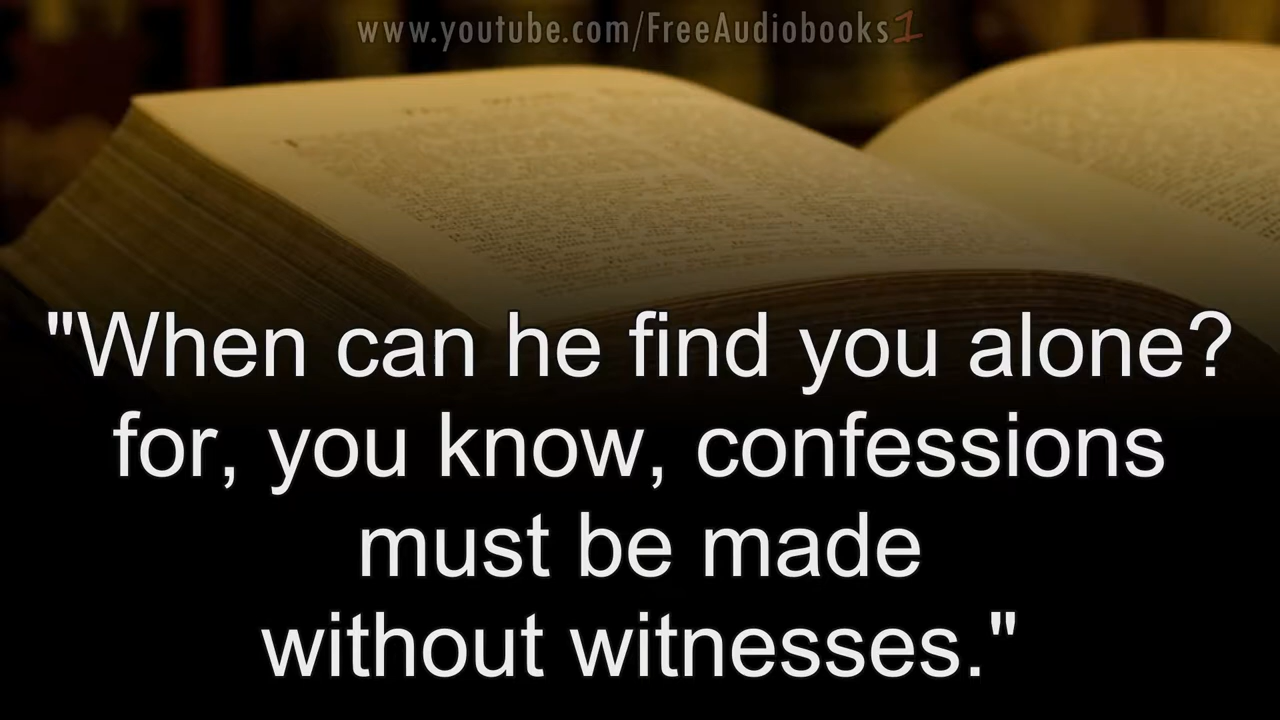 www.youtube.com/FreeAudiobooks1
"When can he find you alone?
for, you know, confessions
must be made
without witnesses."